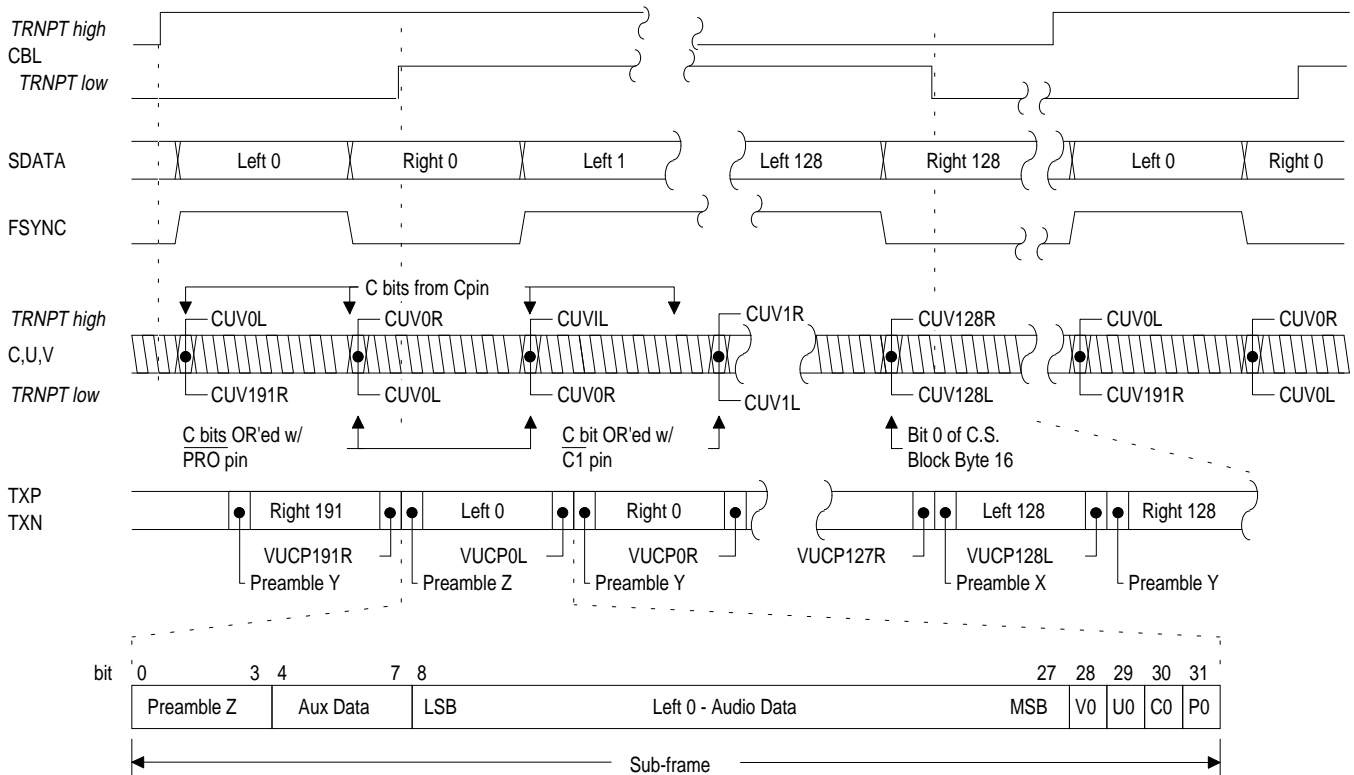 TRNPT high
CBL
TRNPT low
SDATA Left 0 Right 0 Left 1 Left 128 Right 128 Left 0 Right 0
FSYNC
C bits from Cpin
TRNPT high CUV0L CUV0R CUVIL CUV1R CUV128R CUV0L CUV0R
C,U,V
TRNPT low CUV191R CUV0L CUV0R CUV1L CUV128L CUV191R CUV0L
C bits OR'ed w/ C bit OR'ed w/ Bit 0 of C.S.
PRO pin C1 pin Block Byte 16
TXP
TXN Right 191 Left 0 Right 0 Left 128 Right 128
VUCP191R VUCP0L VUCP0R VUCP127R VUCP128L
Preamble Y Preamble Z Preamble Y Preamble X Preamble Y
bit 0 3 4 7 8 27 28 29 30 31
Preamble Z Aux Data LSB Left 0 - Audio Data MSB V0 U0 C0 P0
Sub-frame